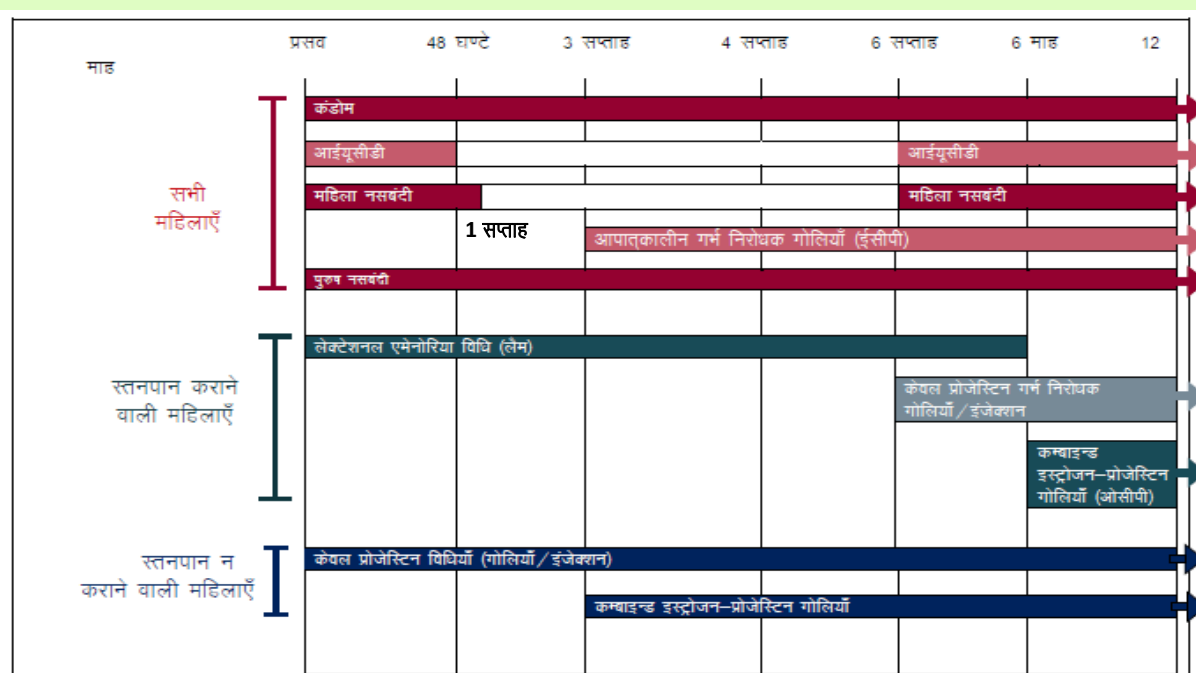 प्रसव 48 घण्टे 3 सप्ताह 4 सप्ताह 6 सप्ताह 6 माह 12
माह
कंडोम
आईयूसीडी आईयूसीडी
सभी
महिलाएँ
महिला नसबंदी महिला नसबंदी
1 सप्ताह
आपात्कालीन गर्भ निरोधक गोलियाँ (ईसीपी)
पुरुष नसबंदी
लेक्टेशनल एमेनोरिया विधि (लैम)
स्तनपान कराने
वाली महिलाएँ
केवल प्रोजेस्टिन गर्भ निरोधक
गोलियाँ/इंजेक्शन
कम्बाइन्ड
इस्ट्रोजन–प्रोजेस्टिन
गोलियाँ (ओसीपी)
स्तनपान न
कराने वाली महिलाएँ
केवल प्रोजेस्टिन विधियाँ (गोलियाँ/इंजेक्शन)
कम्बाइन्ड इस्ट्रोजन–प्रोजेस्टिन गोलियाँ